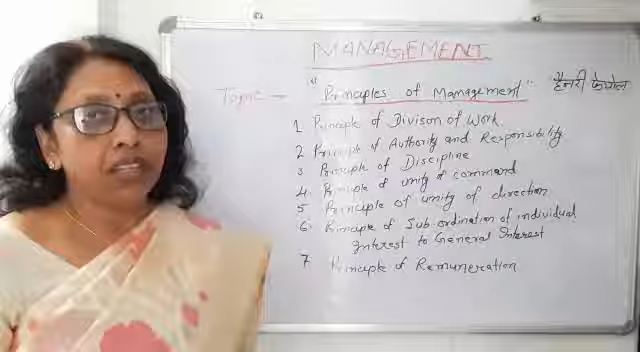 MANAGEMENT
Topic - "Principles of Management" हेनरी फेयोल
1 Principle of Divison of Work.
2 Principle of Authority and Responsibility
3 Principle of Discipline
4 Principle of unity of command
5 Principle of unity of direction
6. Principle of Sub-ordination of individual
Interest to General Interest
7 Principle of Remuneration